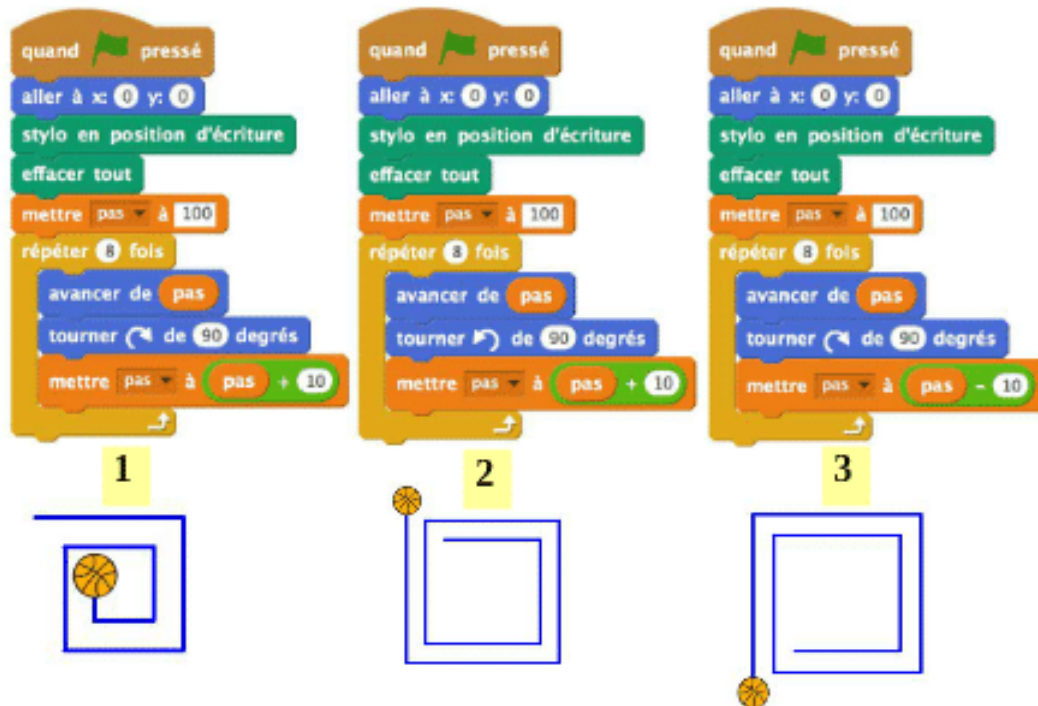 quand pressé
aller à x: 0 y: 0
stylo en position d'écriture
effacer tout
mettre pas à 100
répéter 8 fois
avancer de pas
tourner de 90 degrés
mettre pas à pas + 10
1
quand pressé
aller à x: 0 y: 0
stylo en position d'écriture
effacer tout
mettre pas à 100
répéter 8 fois
avancer de pas
tourner de 90 degrés
mettre pas à pas + 10
2
quand pressé
aller à x: 0 y: 0
stylo en position d'écriture
effacer tout
mettre pas à 100
répéter 8 fois
avancer de pas
tourner de 90 degrés
mettre pas à pas - 10
3